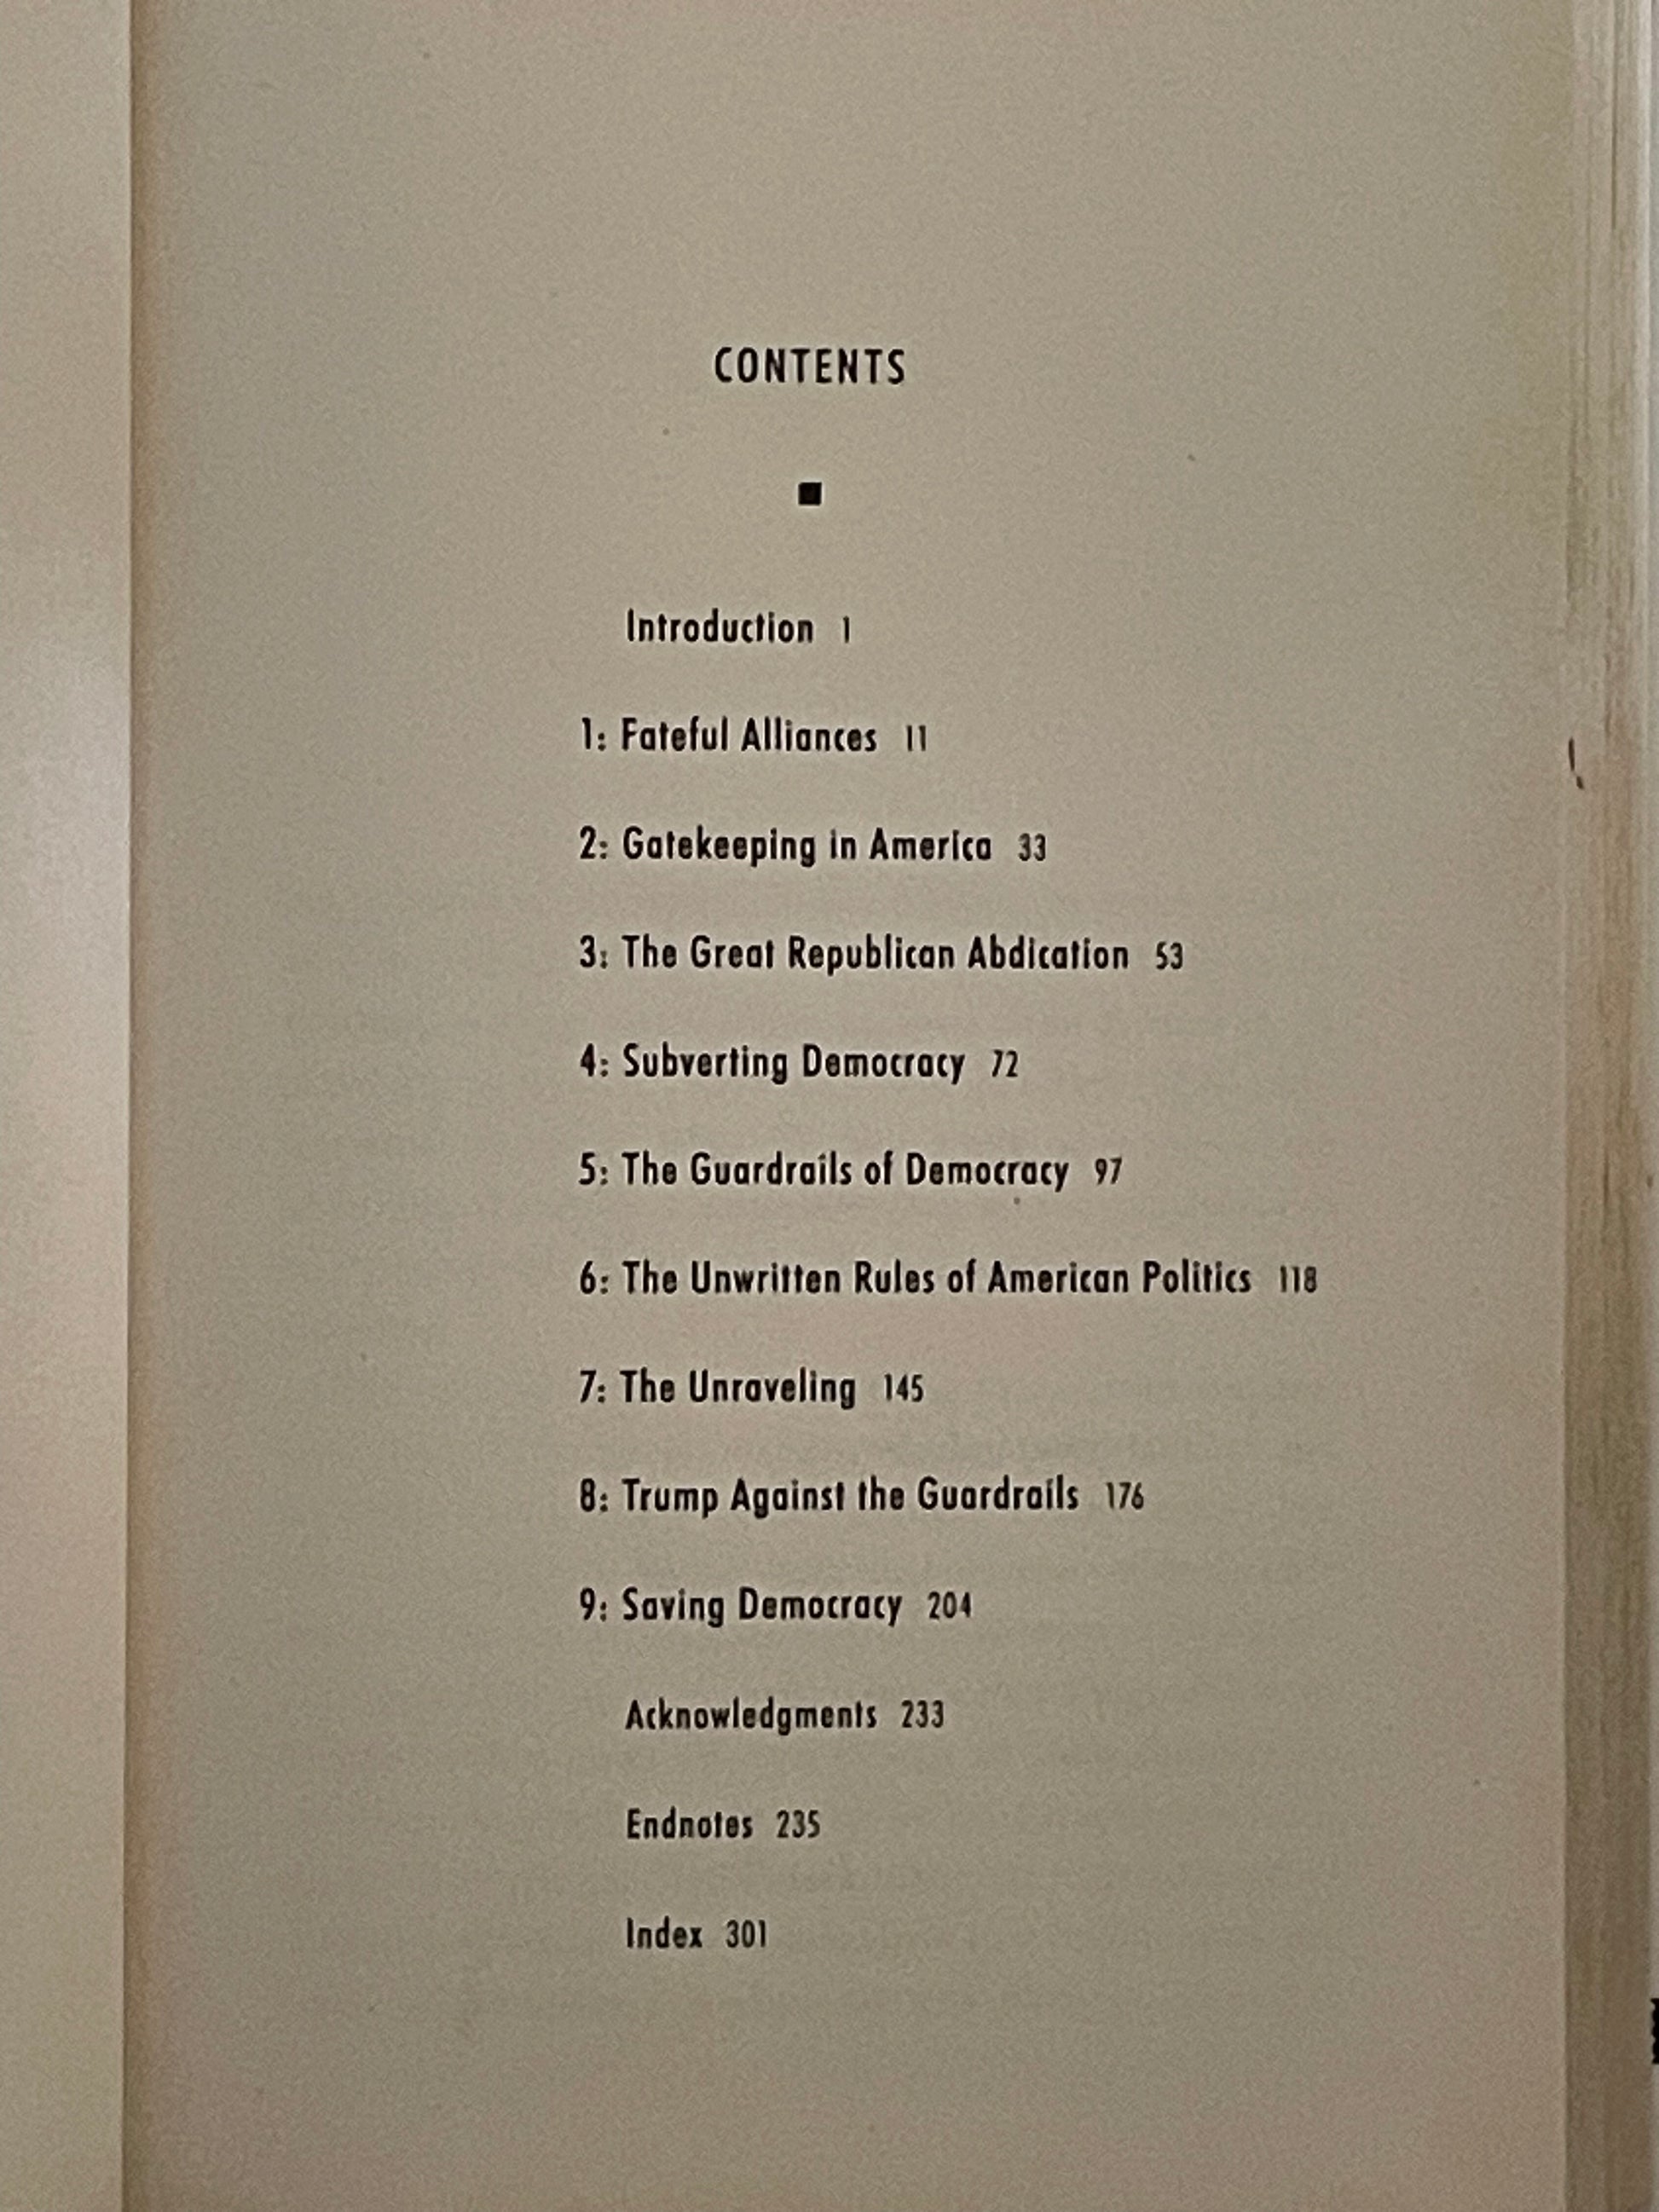 CONTENTS
Introduction 1
1: Fateful Alliances 11
2: Gatekeeping in America 33
3: The Great Republican Abdication 53
4: Subverting Democracy 72
5: The Guardrails of Democracy 97
6: The Unwritten Rules of American Politics 118
7: The Unraveling 145
8: Trump Against the Guardrails 176
9: Saving Democracy 204
Acknowledgments 233
Endnotes 235
Index 301